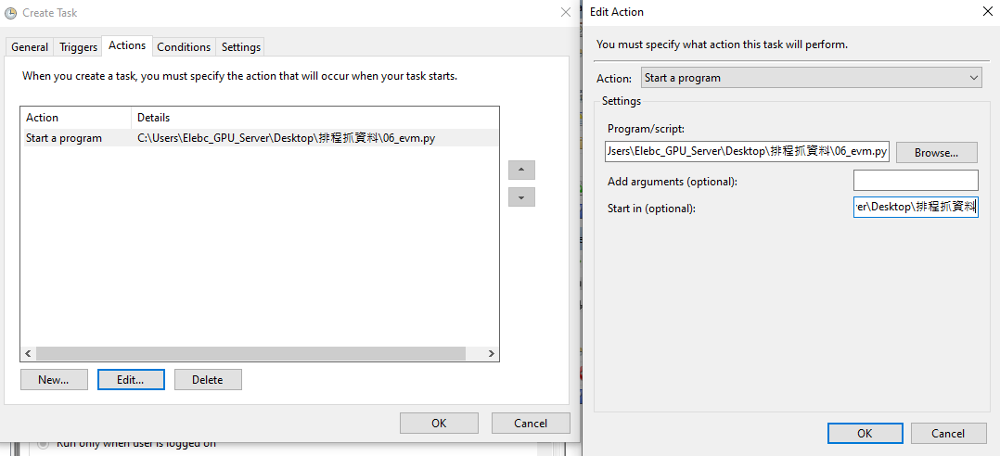 Create Task
General Triggers Actions Conditions Settings
When you create a task, you must specify the action that will occur when your task starts.
Action Details
Start a program C:\Users\Elebc_GPU_Server\Desktop\排程抓資料\06_evm.py
New... Edit... Delete
OK Cancel
Run only when user is logged on
Edit Action
You must specify what action this task will perform.
Action: Start a program
Settings
Program/script:
Jsers\Elebc_GPU_Server\Desktop\排程抓資料\06_evm.py Browse...
Add arguments (optional):
Start in (optional): er\Desktop\排程抓資料
OK Cancel